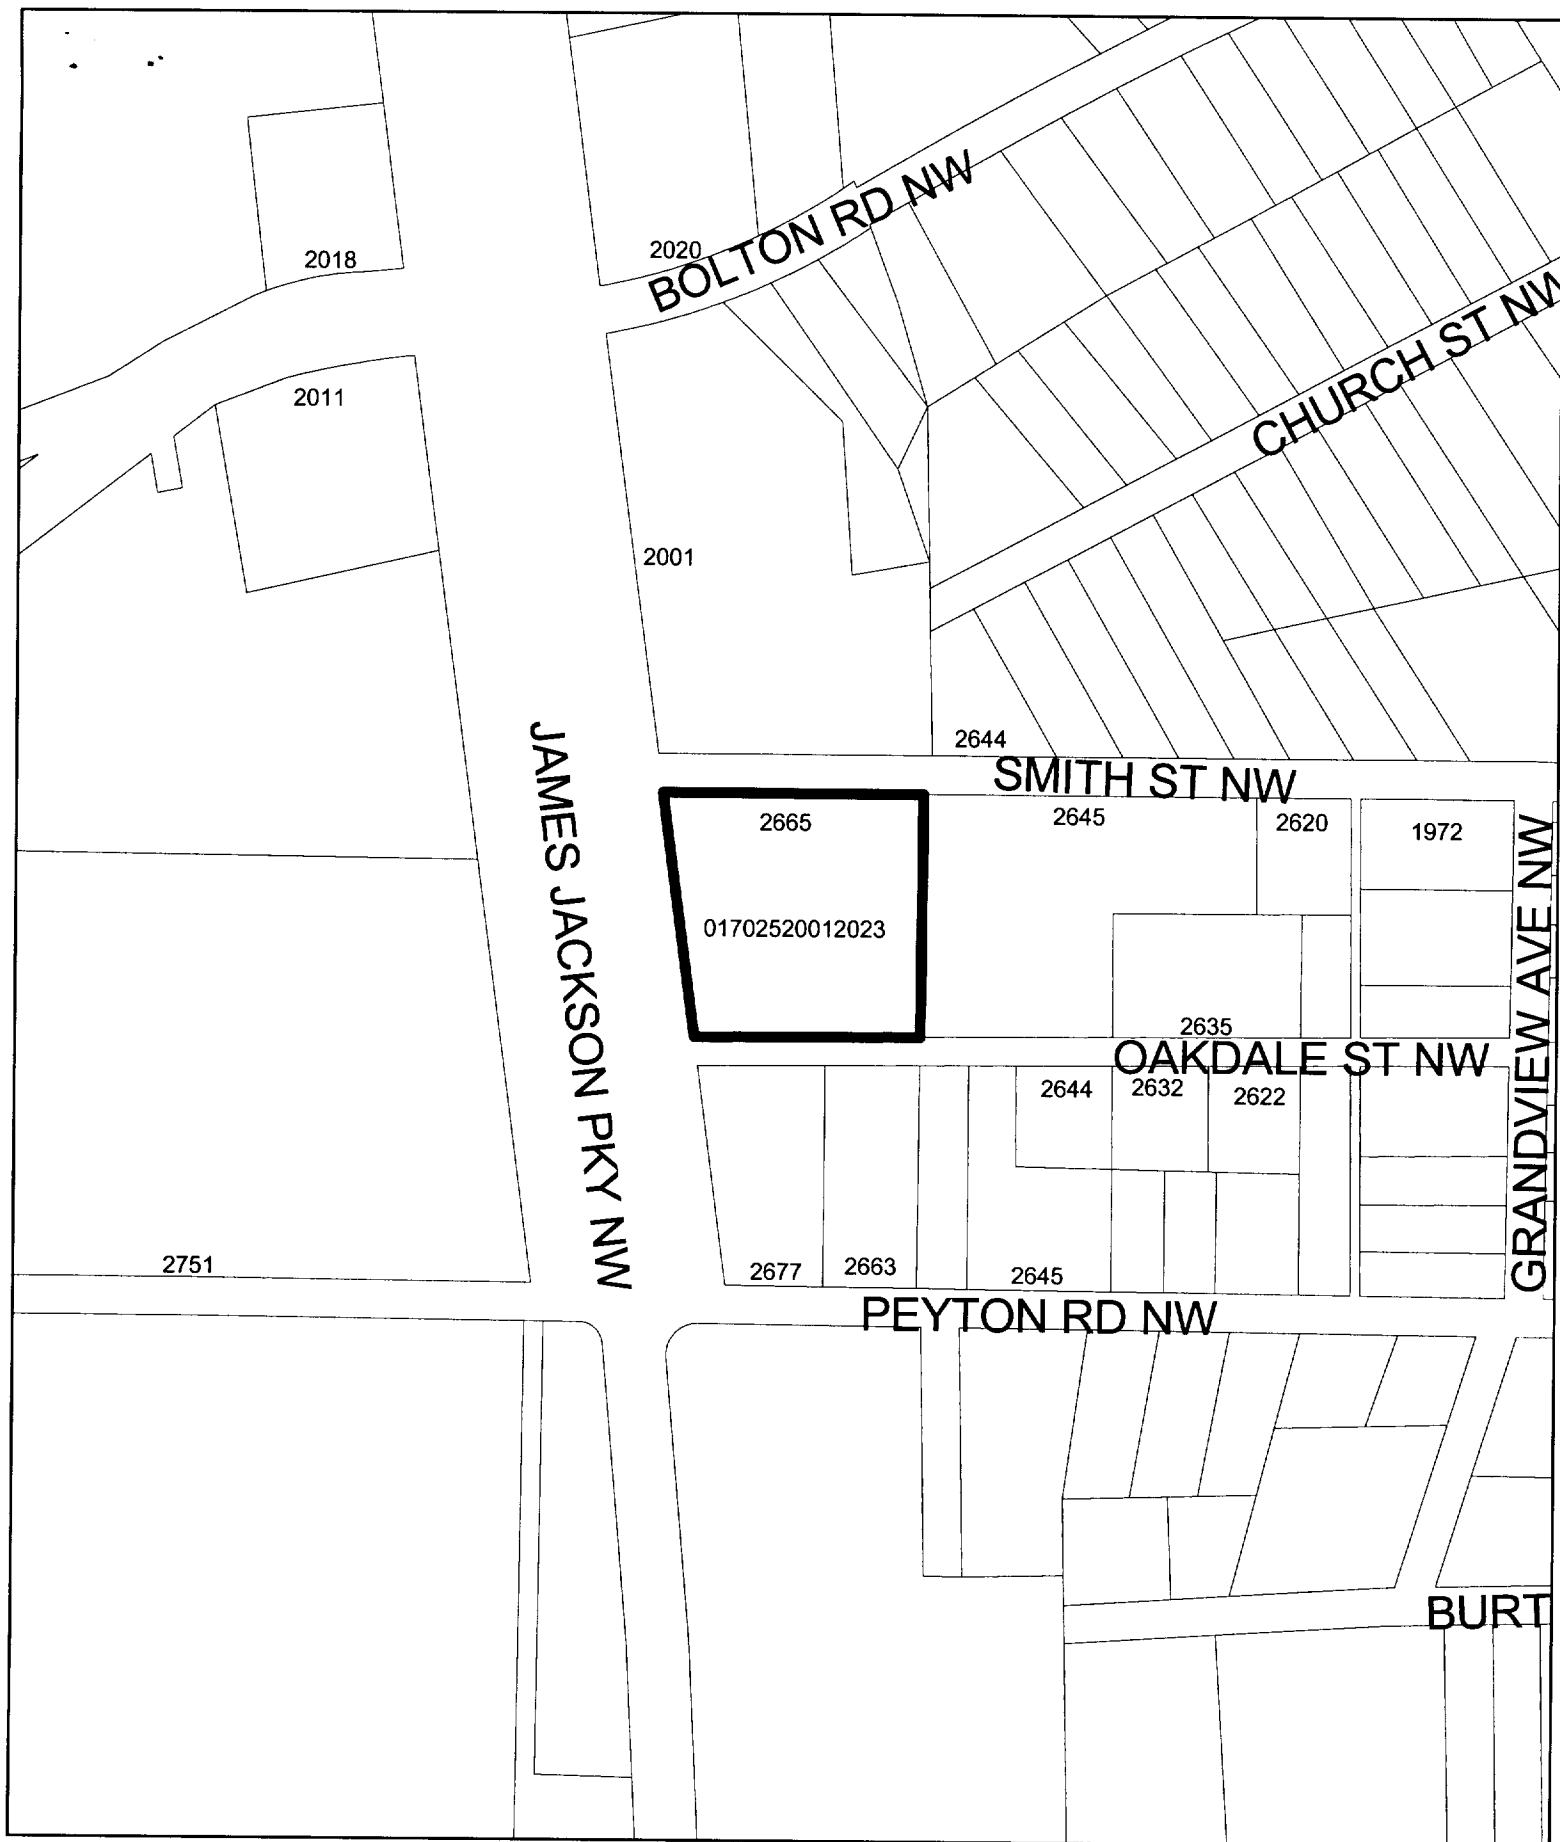 BOLTON RD NW
2018
2020
CHURCH ST NW
2011
2001
2644
SMITH ST NW
JAMES JACKSON PKY NW
2665
2645
2620
1972
GRANDVIEW AVE NW
01702520012023
2635
OAKDALE ST NW
2644
2632
2622
2751
2677
2663
2645
PEYTON RD NW
BURT